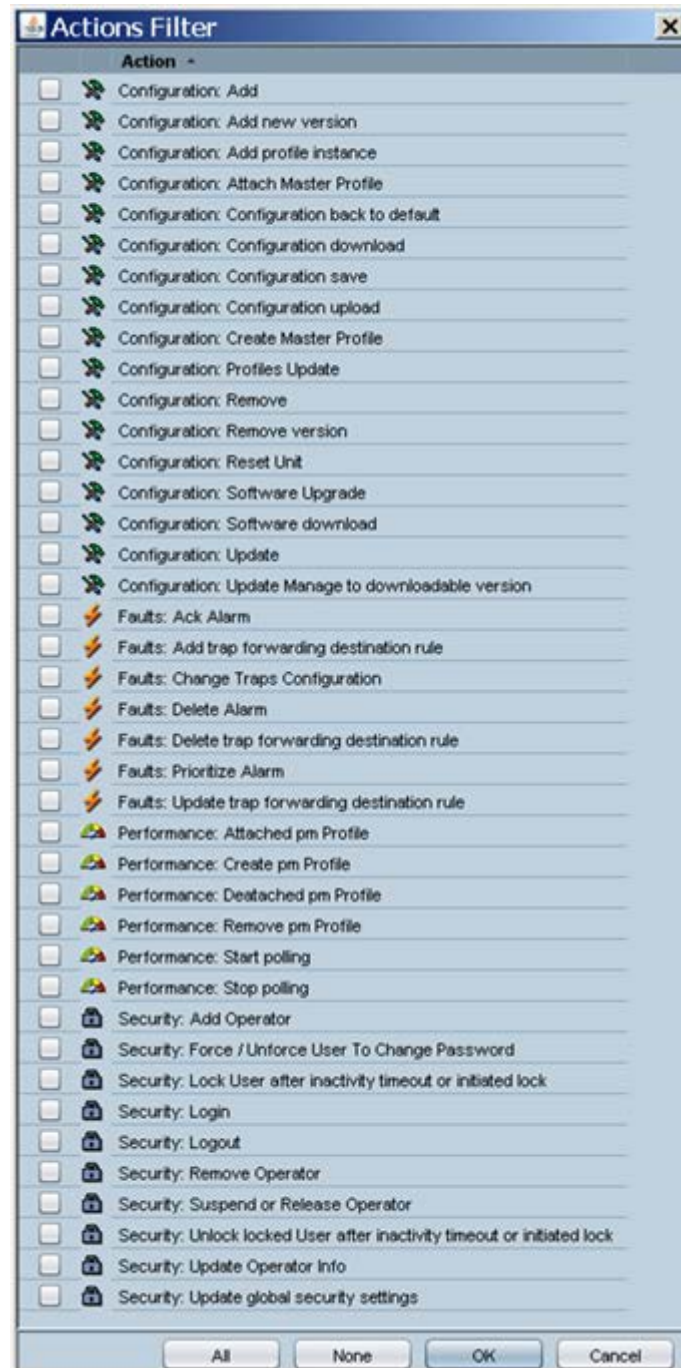 Actions Filter
Action
Configuration: Add
Configuration: Add new version
Configuration: Add profile instance
Configuration: Attach Master Profile
Configuration: Configuration back to default
Configuration: Configuration download
Configuration: Configuration save
Configuration: Configuration upload
Configuration: Create Master Profile
Configuration: Profiles Update
Configuration: Remove
Configuration: Remove version
Configuration: Reset Unit
Configuration: Software Upgrade
Configuration: Software download
Configuration: Update
Configuration: Update Manage to downloadable version
Faults: Ack Alarm
Faults: Add trap forwarding destination rule
Faults: Change Traps Configuration
Faults: Delete Alarm
Faults: Delete trap forwarding destination rule
Faults: Prioritize Alarm
Faults: Update trap forwarding destination rule
Performance: Attached pm Profile
Performance: Create pm Profile
Performance: Deatached pm Profile
Performance: Remove pm Profile
Performance: Start polling
Performance: Stop polling
Security: Add Operator
Security: Force / Unforce User To Change Password
Security: Lock User after inactivity timeout or initiated lock
Security: Login
Security: Logout
Security: Remove Operator
Security: Suspend or Release Operator
Security: Unlock locked User after inactivity timeout or initiated lock
Security: Update Operator Info
Security: Update global security settings
All None OK Cancel